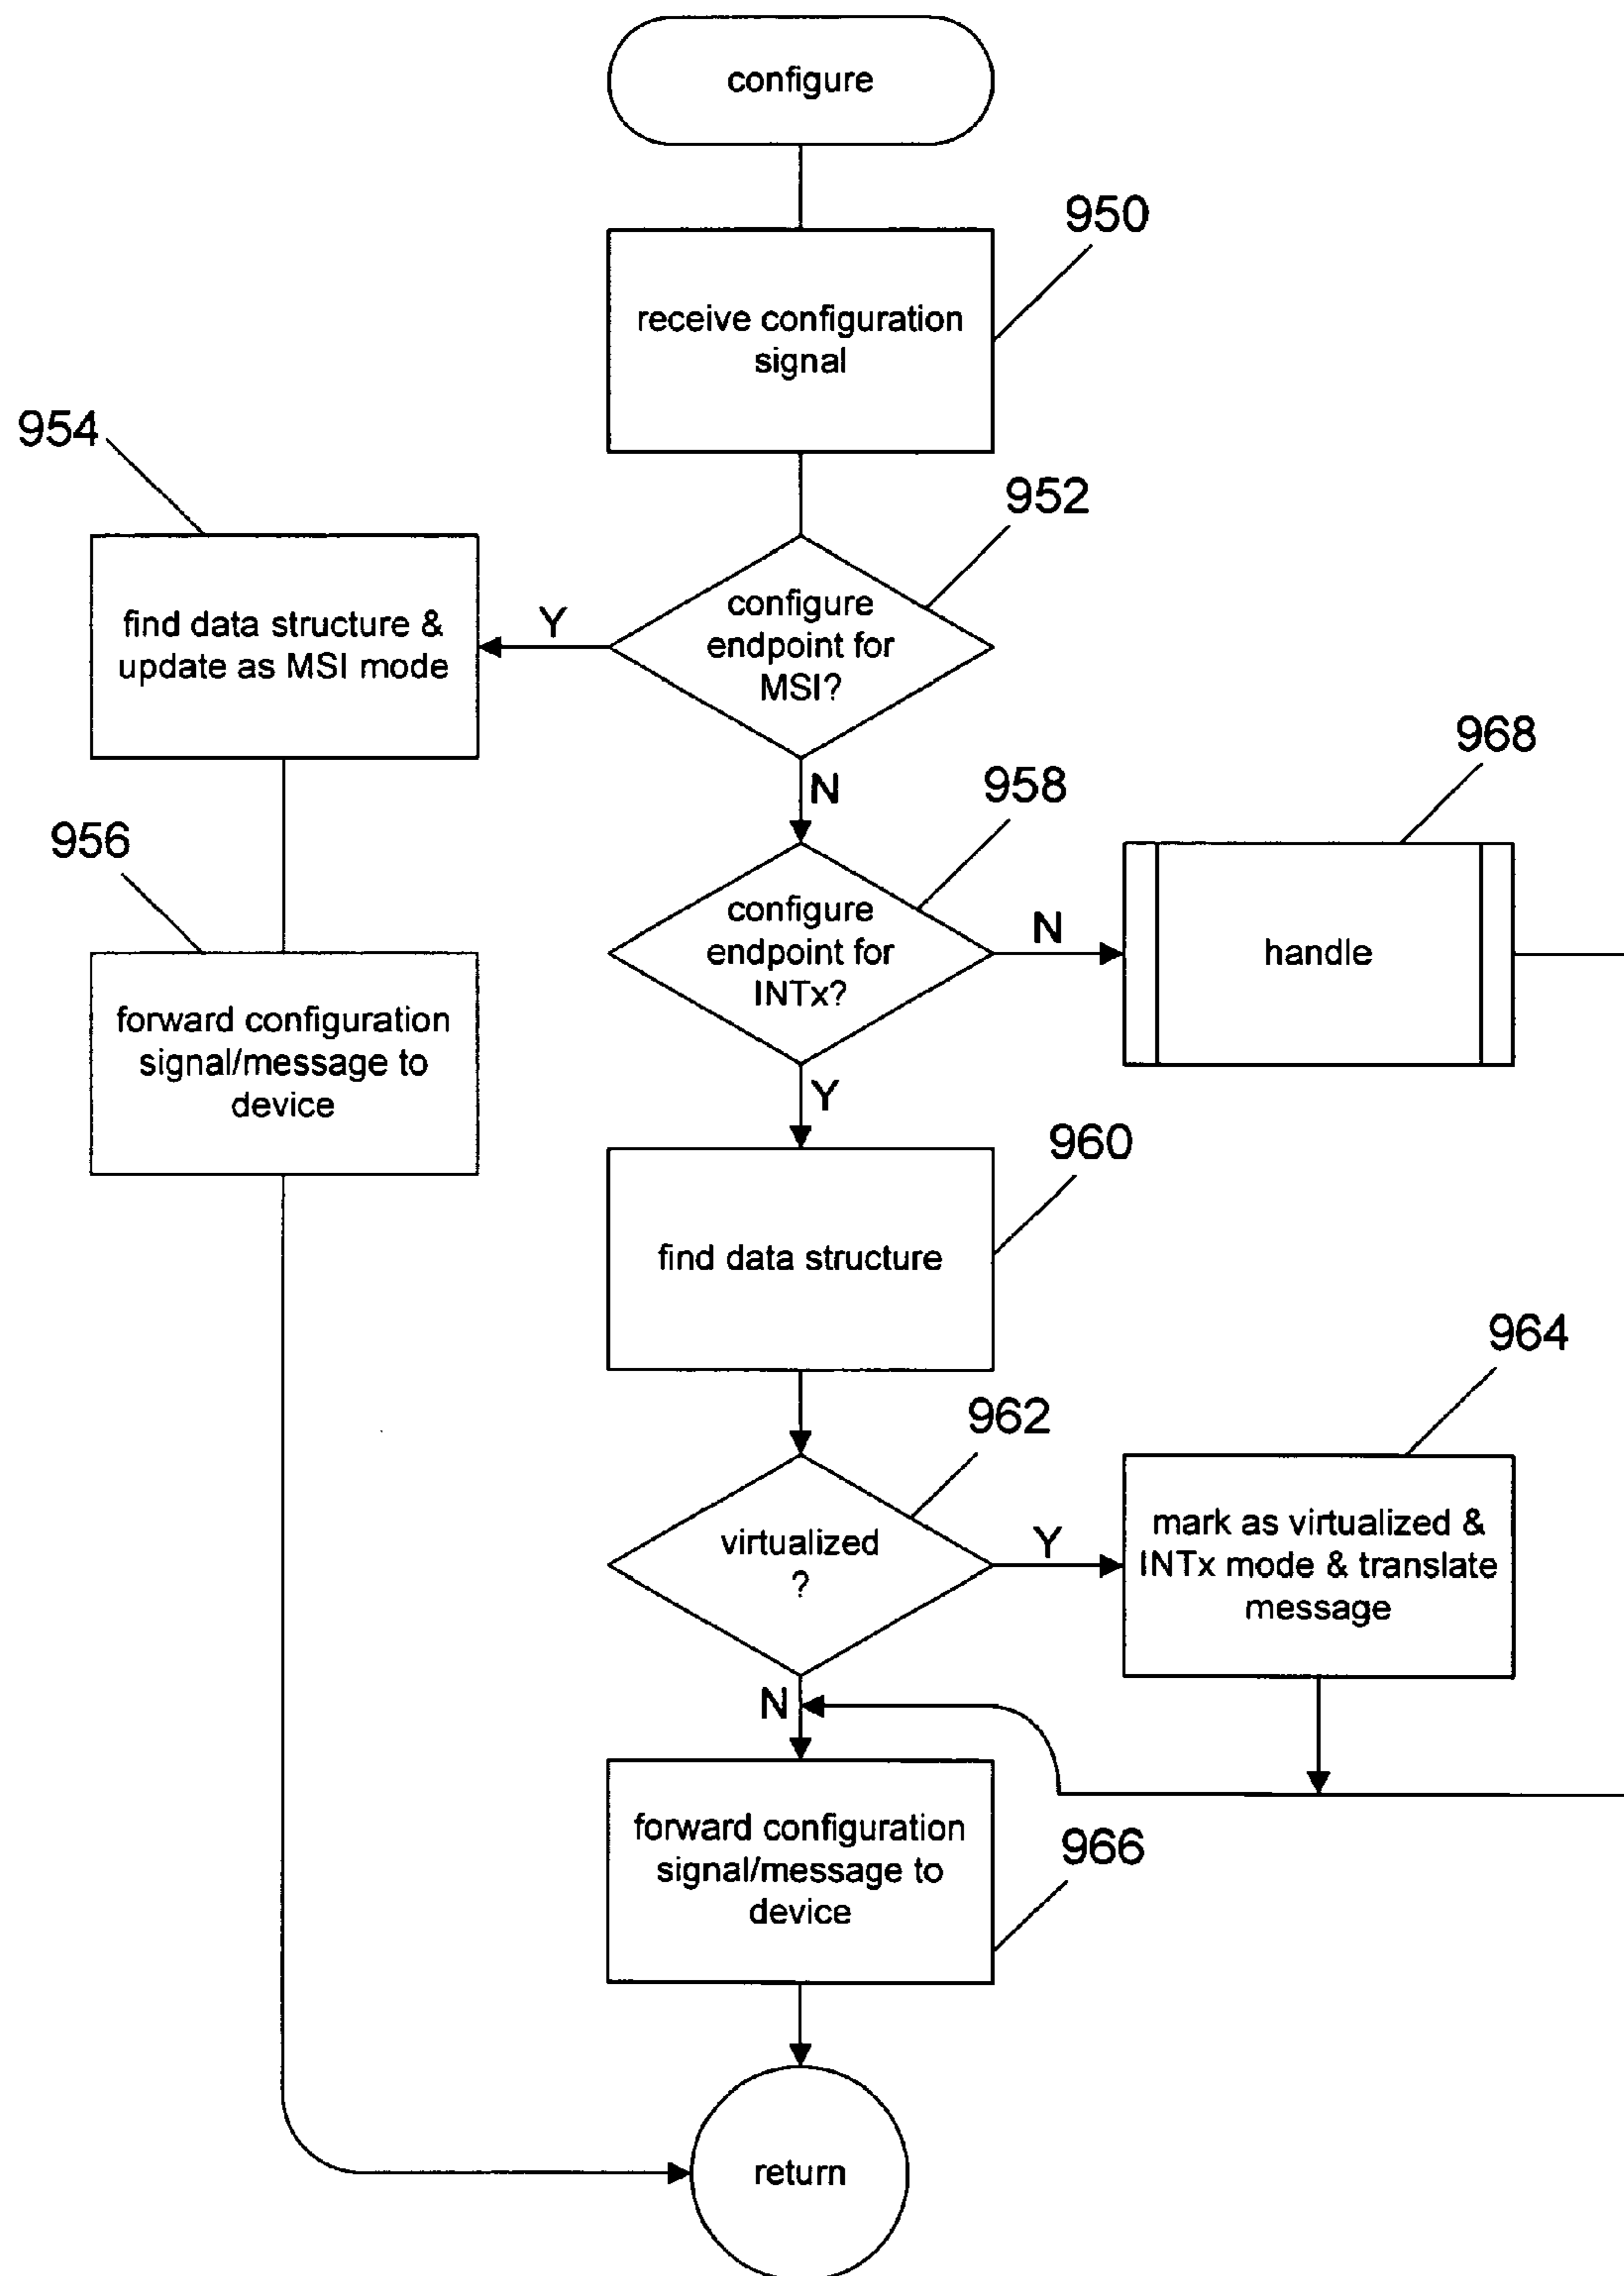 configure
950
receive configuration
signal
952
954
configure
endpoint for
MSI?
Y
find data structure &
update as MSI mode
N
958
968
956
configure
endpoint for
INTx?
N
handle
forward configuration
signal/message to
device
Y
960
find data structure
964
962
virtualized
?
Y
mark as virtualized &
INTx mode & translate
message
N
forward configuration
signal/message to
device
966
return